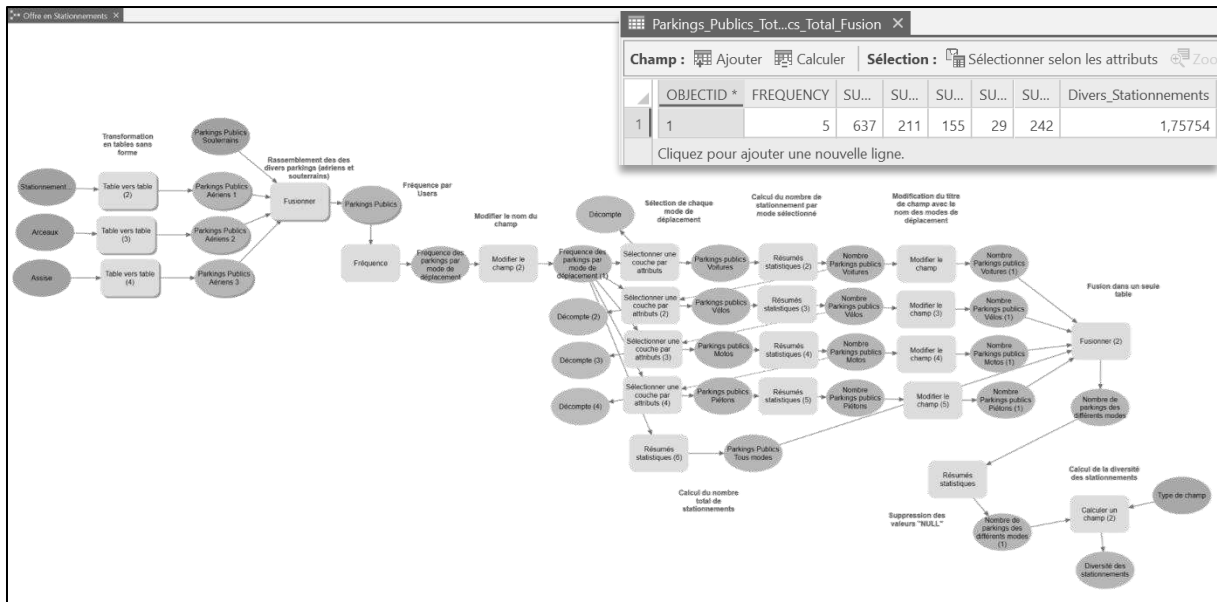 Offre en Stationnements
Parkings_Publics_Tot...cs_Total_Fusion
Champ :
Ajouter
Calculer
Sélection :
Sélectionner selon les attributs
Zoo
OBJECTID *
FREQUENCY
SU...
SU...
SU...
SU...
SU...
Divers_Stationnements
1
1
5
637
211
155
29
242
1,75754
Cliquez pour ajouter une nouvelle ligne.
Transformation
en tables sans
forme
Stationnement...
Arceaux
Assise
Table vers table
(2)
Table vers table
(3)
Table vers table
(4)
Parkings Publics
Souterrains
Parkings Publics
Aériens 1
Parkings Publics
Aériens 2
Parkings Publics
Aériens 3
Rassemblement des des
divers parkings (aériens et
souterrains)
Fusionner
Parkings Publics
Fréquence par
Users
Fréquence
Fréquence des
parkings par
mode de
déplacement
Modifier le nom du
champ
Modifier le
champ (2)
Fréquence des
parkings par
mode de
déplacement (1)
Décompte
Décompte (2)
Décompte (3)
Décompte (4)
Sélection de chaque
mode de
déplacement
Sélectionner une
couche par
attributs
Sélectionner une
couche par
attributs (2)
Sélectionner une
couche par
attributs (3)
Sélectionner une
couche par
attributs (4)
Parkings publics
Voitures
Parkings publics
Vélos
Parkings publics
Motos
Parkings publics
Piétons
Calcul du nombre de
stationnement par
mode sélectionné
Résumés
statistiques (2)
Résumés
statistiques (3)
Résumés
statistiques (4)
Résumés
statistiques (5)
Nombre
Parkings publics
Voitures
Nombre
Parkings publics
Vélos
Nombre
Parkings publics
Motos
Nombre
Parkings publics
Piétons
Modification du titre
de champ avec le
nom des modes de
déplacement
Modifier le
champ
Modifier le
champ (3)
Modifier le
champ (4)
Modifier le
champ (5)
Nombre
Parkings publics
Voitures (1)
Nombre
Parkings publics
Vélos (1)
Nombre
Parkings publics
Motos (1)
Nombre
Parkings publics
Piétons (1)
Résumés
statistiques (6)
Parkings Publics
Tous modes
Calcul du nombre
total de
stationnements
Fusion dans un seule
table
Fusionner (2)
Nombre de
parkings des
différents modes
Résumés
statistiques
Suppression des
valeurs "NULL"
Nombre de
parkings des
différents modes
(1)
Calcul de la diversité
des stationnements
Calculer un
champ (2)
Type de champ
Diversité des
stationnements